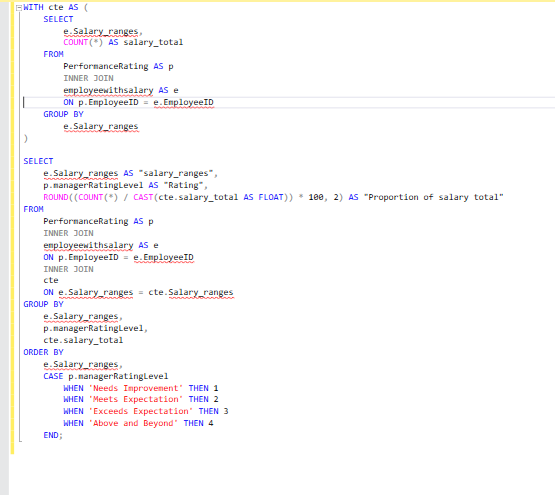 WITH cte AS (
SELECT
e.Salary_ranges,
COUNT(*) AS salary_total
FROM
PerformanceRating AS p
INNER JOIN
employeewithsalary AS e
ON p.EmployeeID = e.EmployeeID
GROUP BY
e.Salary_ranges
)
SELECT
e.Salary_ranges AS "salary_ranges",
p.managerRatingLevel AS "Rating",
ROUND((COUNT(*) / CAST(cte.salary_total AS FLOAT)) * 100, 2) AS "Proportion of salary total"
FROM
PerformanceRating AS p
INNER JOIN
employeewithsalary AS e
ON p.EmployeeID = e.EmployeeID
INNER JOIN
cte
ON e.Salary_ranges = cte.Salary_ranges
GROUP BY
e.Salary_ranges,
p.managerRatingLevel,
cte.salary_total
ORDER BY
e.Salary_ranges,
CASE p.managerRatingLevel
WHEN 'Needs Improvement' THEN 1
WHEN 'Meets Expectation' THEN 2
WHEN 'Exceeds Expectation' THEN 3
WHEN 'Above and Beyond' THEN 4
END;